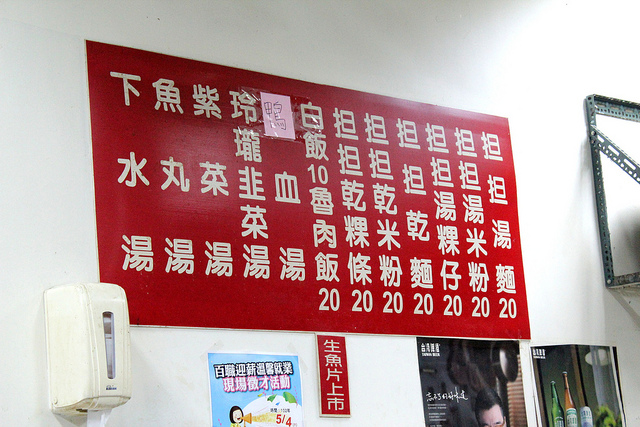 担担湯麵20
担担湯米粉20
担担湯粿仔20
担担乾麵20
担担乾米粉20
担担乾粿條20
白飯10魯肉飯20
鴨血湯
玲瓏韭菜湯
紫菜湯
魚丸湯
下水湯
生魚片上市
百職迎薪溫馨就業
現場徵才活動
5/4